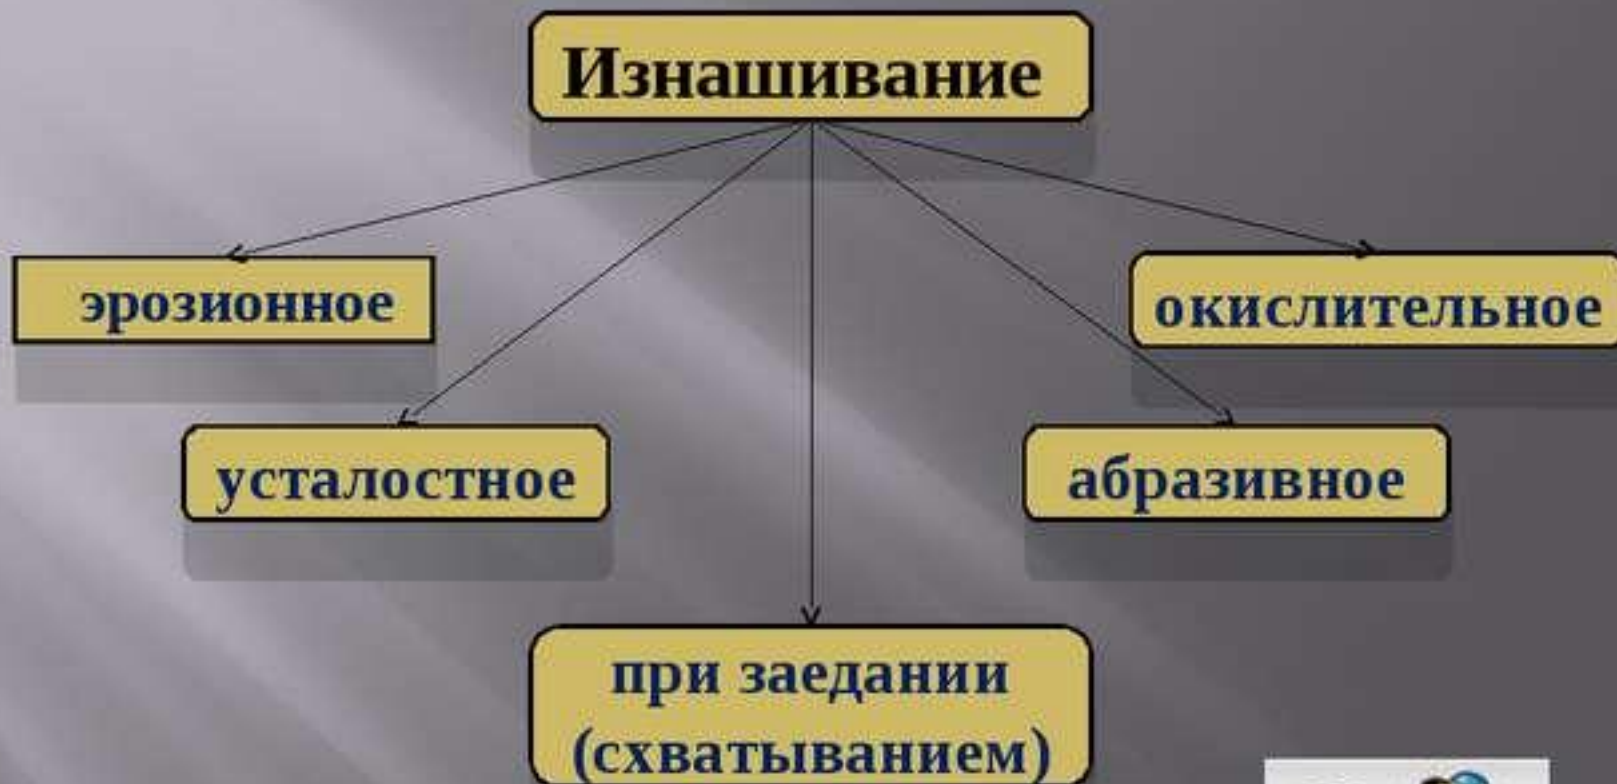 Изнашивание
эрозионное
окислительное
усталостное
абразивное
при заедании
(схватыванием)